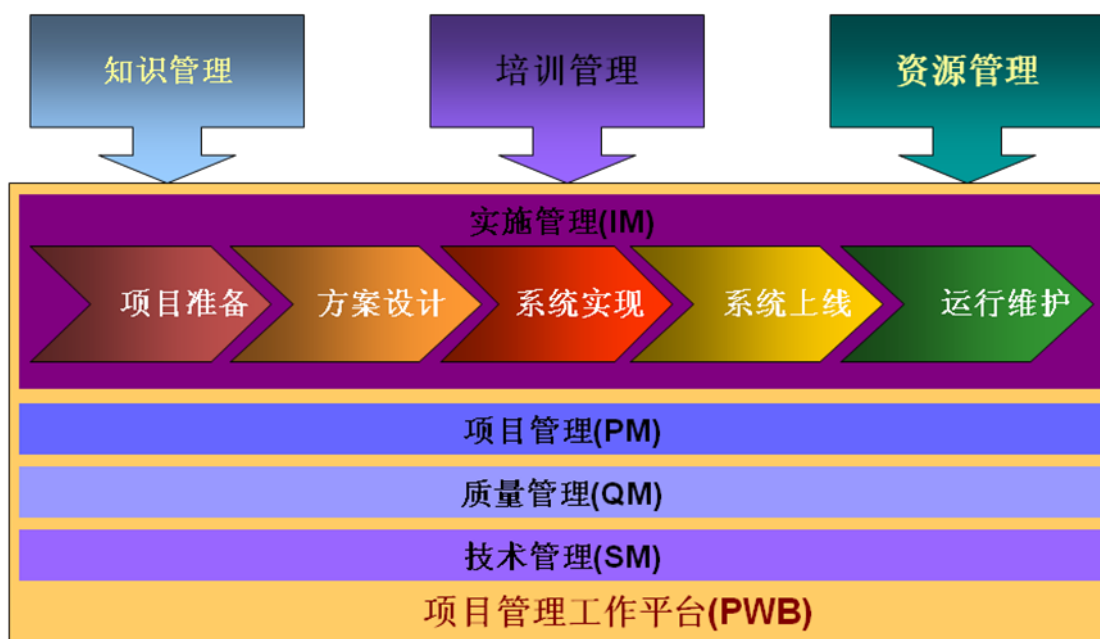 知识管理
培训管理
资源管理
实施管理(IM)
项目准备
方案设计
系统实现
系统上线
运行维护
项目管理(PM)
质量管理(QM)
技术管理(SM)
项目管理工作平台(PWB)